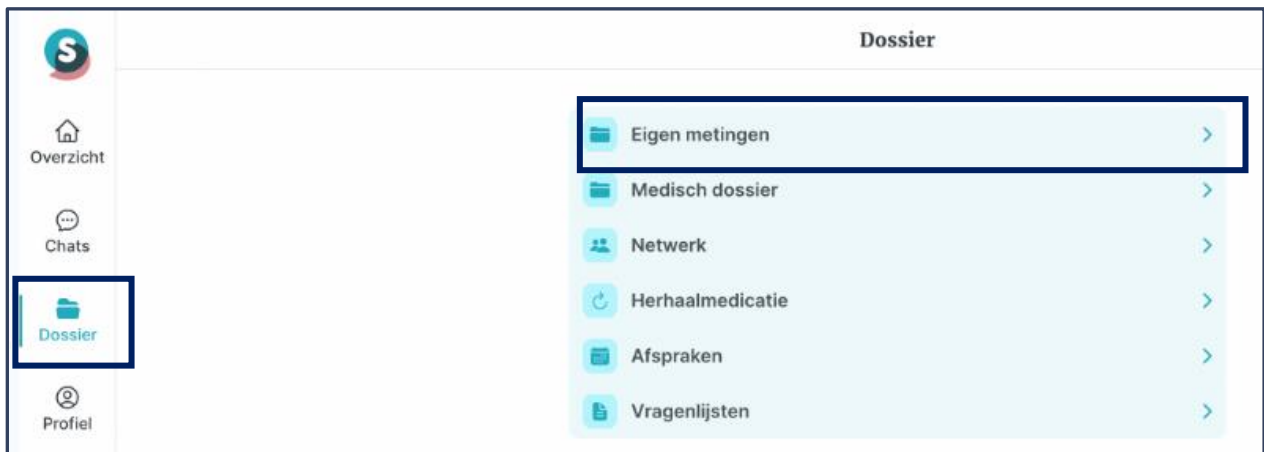 S
Dossier
Overzicht
Chats
Dossier
Profiel
Eigen metingen
Medisch dossier
Netwerk
Herhaalmedicatie
Afspraken
Vragenlijsten